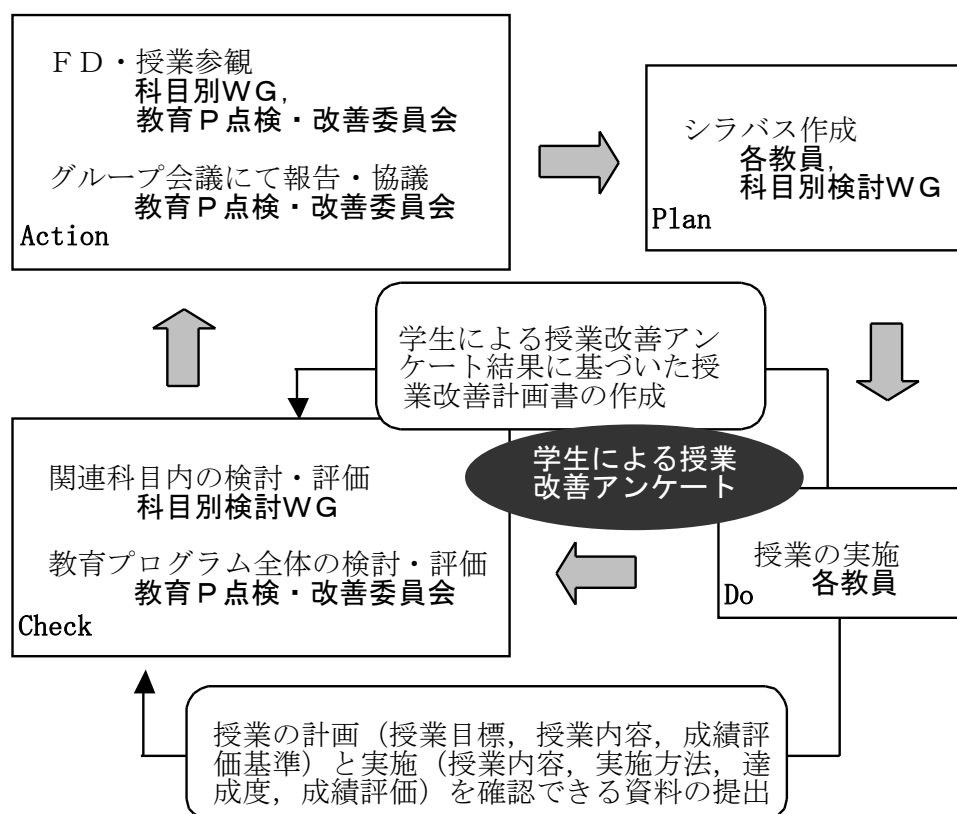 ＦＤ・授業参観
科目別ＷＧ，
教育Ｐ点検・改善委員会
グループ会議にて報告・協議
教育Ｐ点検・改善委員会
Action
シラバス作成
各教員，
科目別検討ＷＧ
Plan
学生による授業改善アン
ケート結果に基づいた授
業改善計画書の作成
学生による授業
改善アンケート
関連科目内の検討・評価
科目別検討ＷＧ
教育プログラム全体の検討・評価
教育Ｐ点検・改善委員会
Check
授業の実施
各教員
Do
授業の計画（授業目標，授業内容，成績評
価基準）と実施（授業内容，実施方法，達
成度，成績評価）を確認できる資料の提出